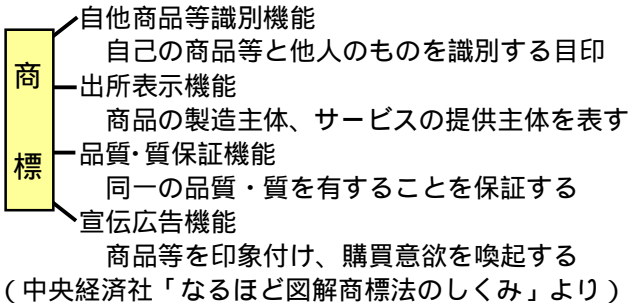 商標
自他商品等識別機能
自己の商品等と他人のものを識別する目印
出所表示機能
商品の製造主体、サービスの提供主体を表す
品質・質保証機能
同一の品質・質を有することを保証する
宣伝広告機能
商品等を印象付け、購買意欲を喚起する
(中央経済社「なるほど図解商標法のしくみ」より)